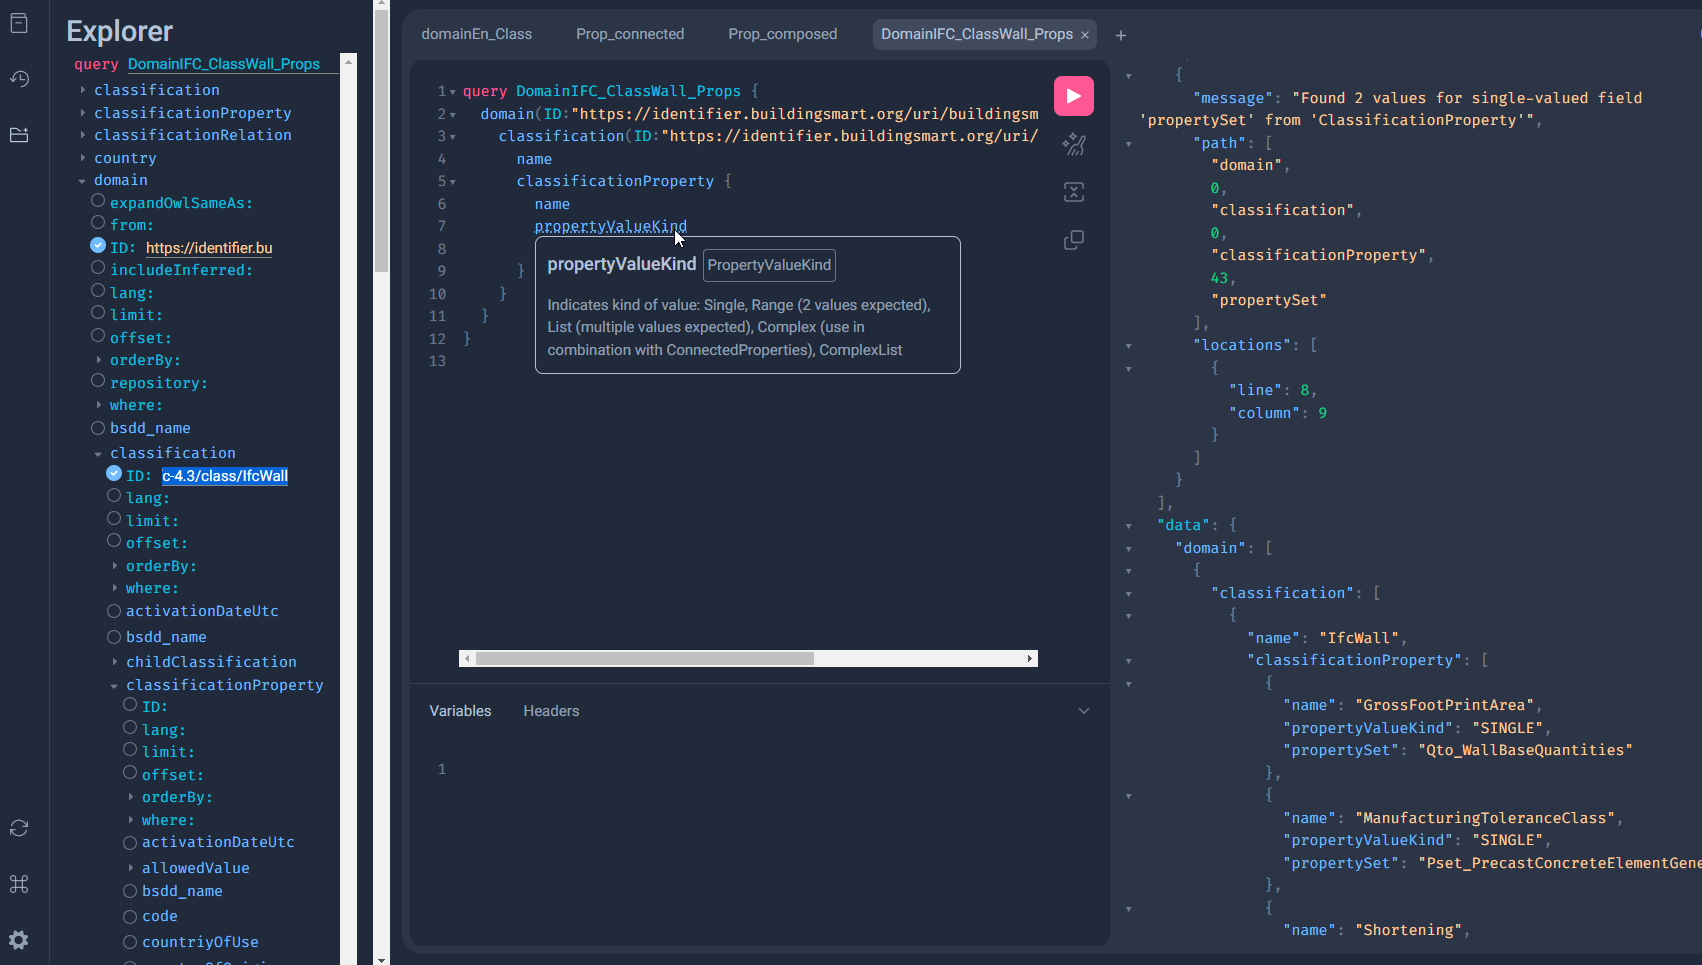 Explorer
query DomainIFC_ClassWall_Props
classification
classificationProperty
classificationRelation
country
domain
expandOwlSameAs:
from:
ID: https://identifier.bu
includeInferred:
lang:
limit:
offset:
orderBy:
repository:
where:
bsdd_name
classification
ID: c-4.3/class/IfcWall
lang:
limit:
offset:
orderBy:
where:
activationDateUtc
bsdd_name
childClassification
classificationProperty
ID:
lang:
limit:
offset:
orderBy:
where:
activationDateUtc
allowedValue
bsdd_name
code
countriyOfUse
domainEn_Class
Prop_connected
Prop_composed
DomainIFC_ClassWall_Props × +
1 query DomainIFC_ClassWall_Props {
2 domain(ID:"https://identifier.buildingsmart.org/uri/buildingsm
3 classification(ID:"https://identifier.buildingsmart.org/uri/
4 name
5 classificationProperty {
6 name
7 propertyValueKind
8
9 }
10 }
11 }
12 }
13
propertyValueKind PropertyValueKind
Indicates kind of value: Single, Range (2 values expected),
List (multiple values expected), Complex (use in
combination with ConnectedProperties), ComplexList
Variables Headers
1
{
"message": "Found 2 values for single-valued field
'propertySet' from 'ClassificationProperty'",
"path": [
"domain",
0,
"classification",
0,
"classificationProperty",
43,
"propertySet"
],
"locations": [
{
"line": 8,
"column": 9
}
]
}
],
"data": {
"domain": [
{
"classification": [
{
"name": "IfcWall",
"classificationProperty": [
{
"name": "GrossFootPrintArea",
"propertyValueKind": "SINGLE",
"propertySet": "Qto_WallBaseQuantities"
},
{
"name": "ManufacturingToleranceClass",
"propertyValueKind": "SINGLE",
"propertySet": "Pset_PrecastConcreteElementGene
},
{
"name": "Shortening",